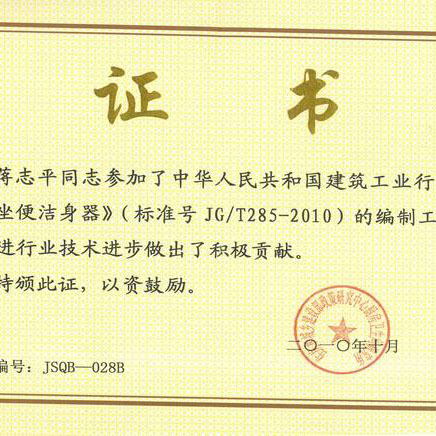 证 书
蒋志平同志参加了中华人民共和国建筑工业行
坐便洁身器》（标准号 JG/T285-2010）的编制工
进行业技术进步做出了积极贡献。
特颁此证，以资鼓励。
二〇一〇年十月
编号：JSQB—028B